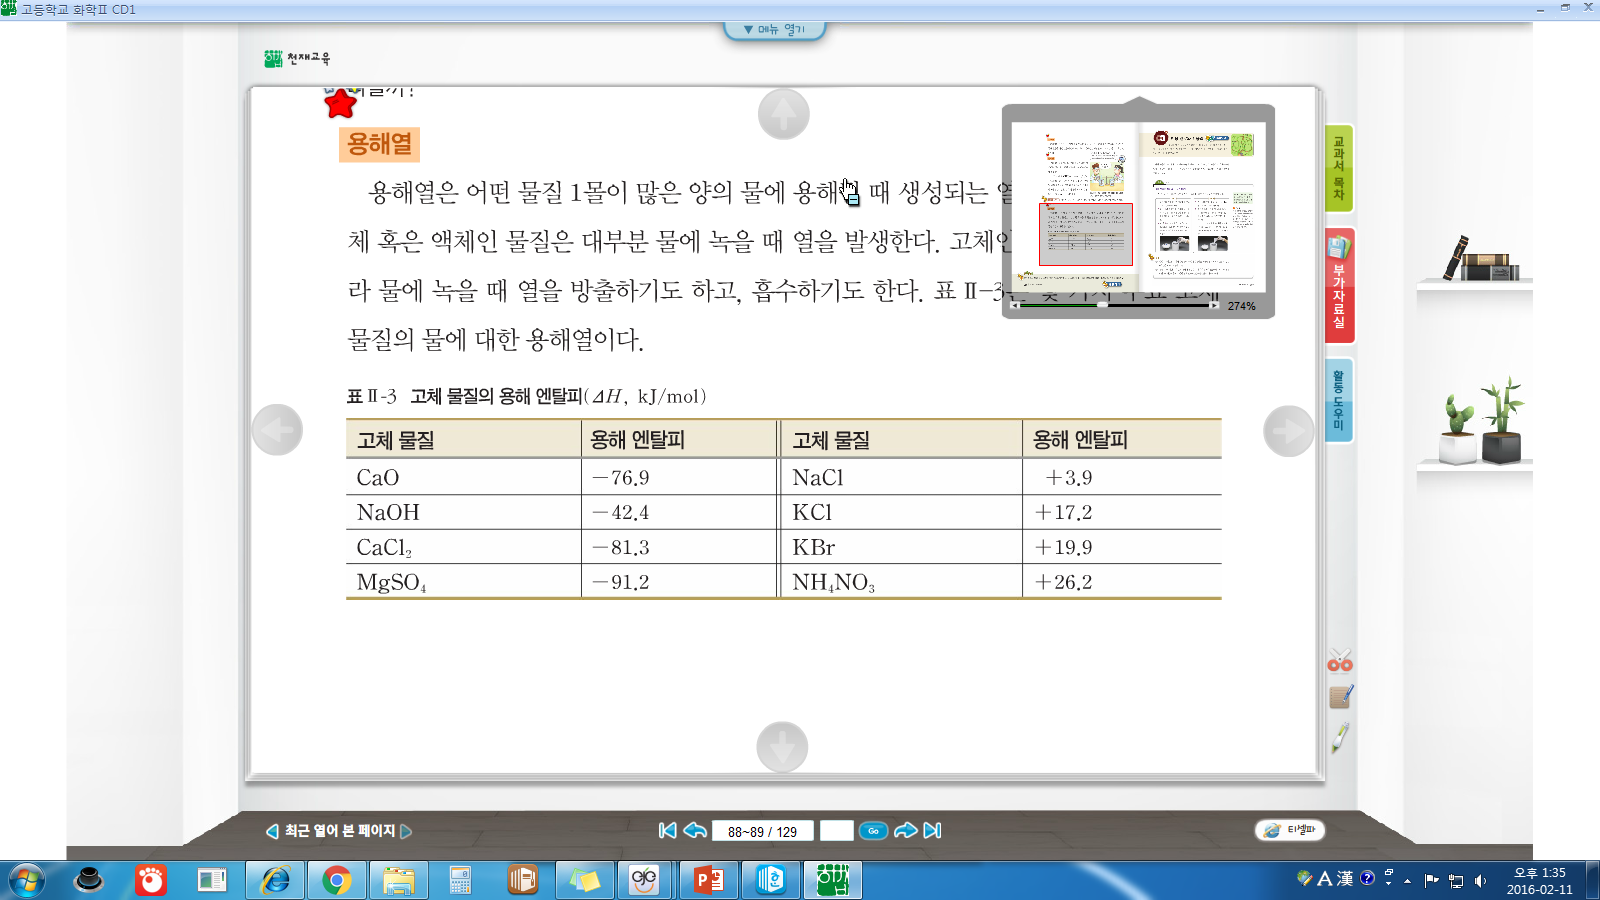 고등학교 화학Ⅱ CD1
▼ 메뉴 열기
천재교육
용해열
용해열은 어떤 물질 1몰이 많은 양의 물에 용해 때 생성되는
체 혹은 액체인 물질은 대부분 물에 녹을 때 열을 발생한다. 고체인
라 물에 녹을 때 열을 방출하기도 하고, 흡수하기도 한다. 표 Ⅱ-3은
물질의 물에 대한 용해열이다.
274%
표 Ⅱ-3 고체 물질의 용해 엔탈피(ΔH, kJ/mol)
고체 물질 용해 엔탈피 고체 물질 용해 엔탈피
CaO −76.9 NaCl +3.9
NaOH −42.4 KCl +17.2
CaCl₂ −81.3 KBr +19.9
MgSO₄ −91.2 NH₄NO₃ +26.2
교과서 목차
부가자료실
활동 도우미
최근 열어 본 페이지
88~89 / 129
Go
티셀파
A 漢
오후 1:35
2016-02-11